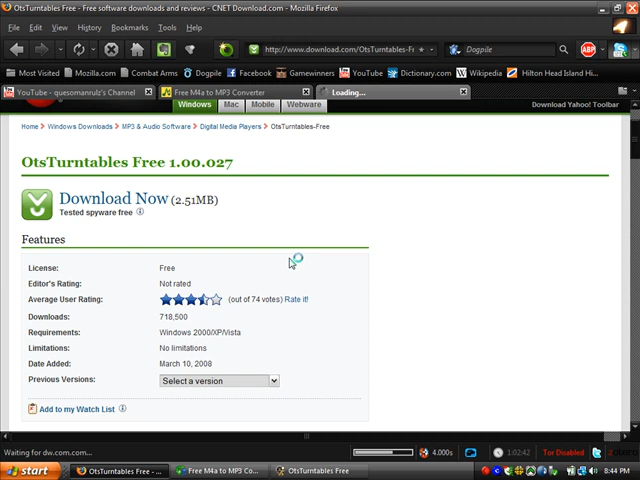 OtsTurntables Free - Free software downloads and reviews - CNET Download.com - Mozilla Firefox
File Edit View History Bookmarks Tools Help
http://www.download.com/OtsTurntables-Fr
Dogpile
ABP
Most Visited Mozilla.com Combat Arms Dogpile Facebook Gamewinners YouTube Dictionary.com Wikipedia Hilton Head Island Hi...
YouTube - quesomanrulz's Channel
Free M4a to MP3 Converter
Loading...
Windows Mac Mobile Webware
Download Yahoo! Toolbar
Home > Windows Downloads > MP3 & Audio Software > Digital Media Players > OtsTurntables-Free
OtsTurntables Free 1.00.027
Download Now (2.51MB)
Tested spyware free
Features
License: Free
Editor's Rating: Not rated
Average User Rating: (out of 74 votes) Rate it!
Downloads: 718,500
Requirements: Windows 2000/XP/Vista
Limitations: No limitations
Date Added: March 10, 2008
Previous Versions: Select a version
Add to my Watch List
Waiting for dw.com.com...
4.000s
1:02:42
Tor Disabled
zotero
start
OtsTurntables Free - ...
Free M4a to MP3 Co...
OtsTurntables Free
8:44 PM